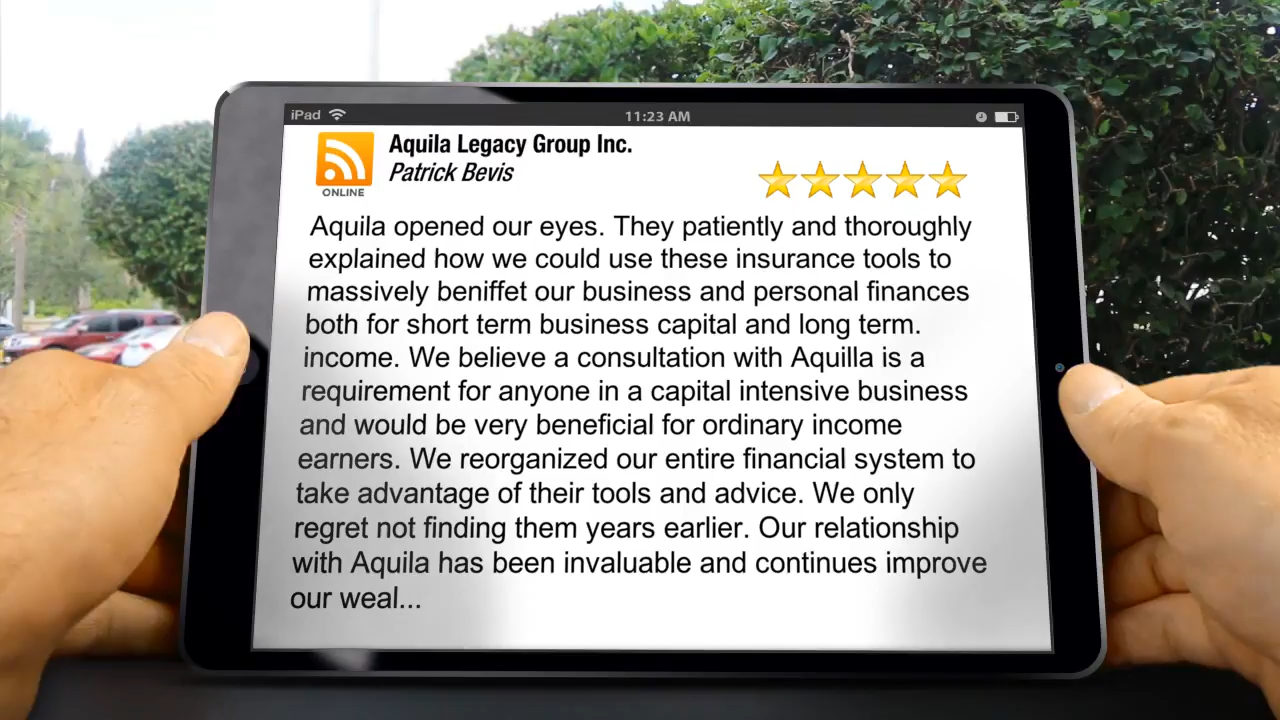 iPad 11:23 AM
Aquila Legacy Group Inc.
Patrick Bevis
ONLINE
Aquila opened our eyes. They patiently and thoroughly
explained how we could use these insurance tools to
massively beniffet our business and personal finances
both for short term business capital and long term.
income. We believe a consultation with Aquilla is a
requirement for anyone in a capital intensive business
and would be very beneficial for ordinary income
earners. We reorganized our entire financial system to
take advantage of their tools and advice. We only
regret not finding them years earlier. Our relationship
with Aquila has been invaluable and continues improve
our weal...